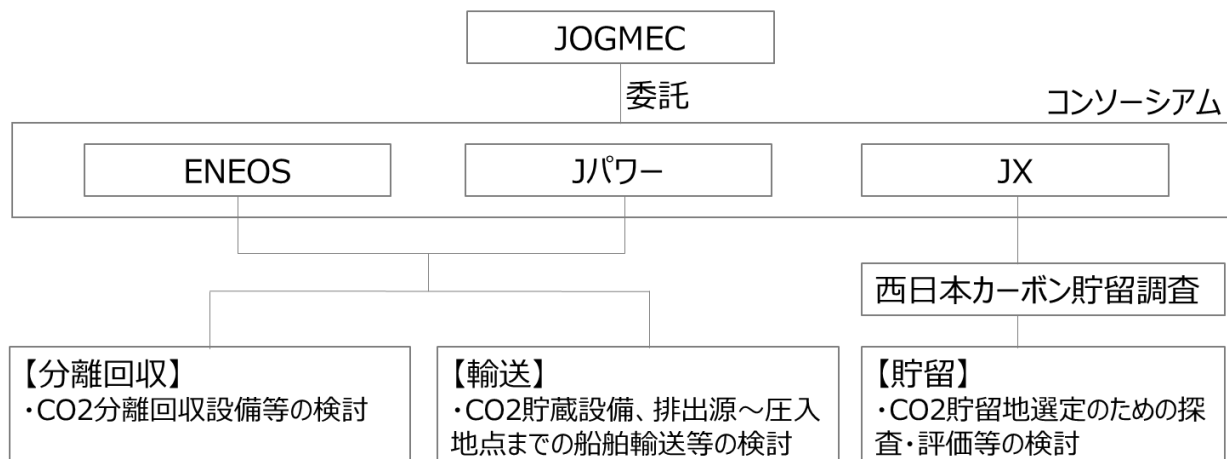 JOGMEC
委託
コンソーシアム
ENEOS
Jパワー
JX
西日本カーボン貯留調査
【分離回収】
・CO2分離回収設備等の検討
【輸送】
・CO2貯蔵設備、排出源～圧入
地点までの船舶輸送等の検討
【貯留】
・CO2貯留地選定のための探
査・評価等の検討